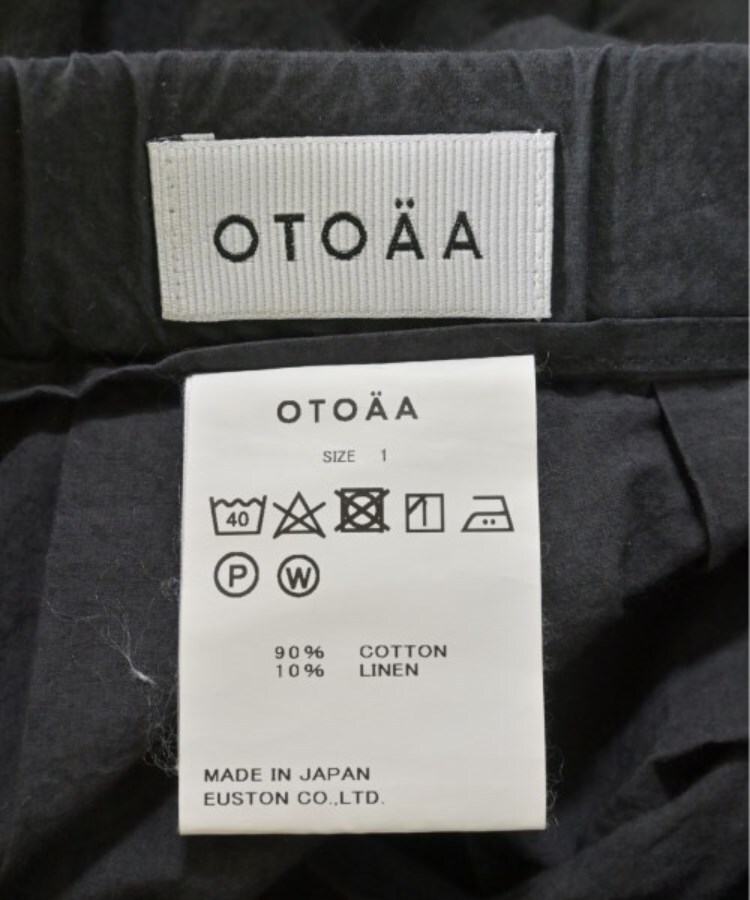 OTOÄA
OTOÄA
SIZE 1
40
P W
90% COTTON
10% LINEN
MADE IN JAPAN
EUSTON CO.,LTD.